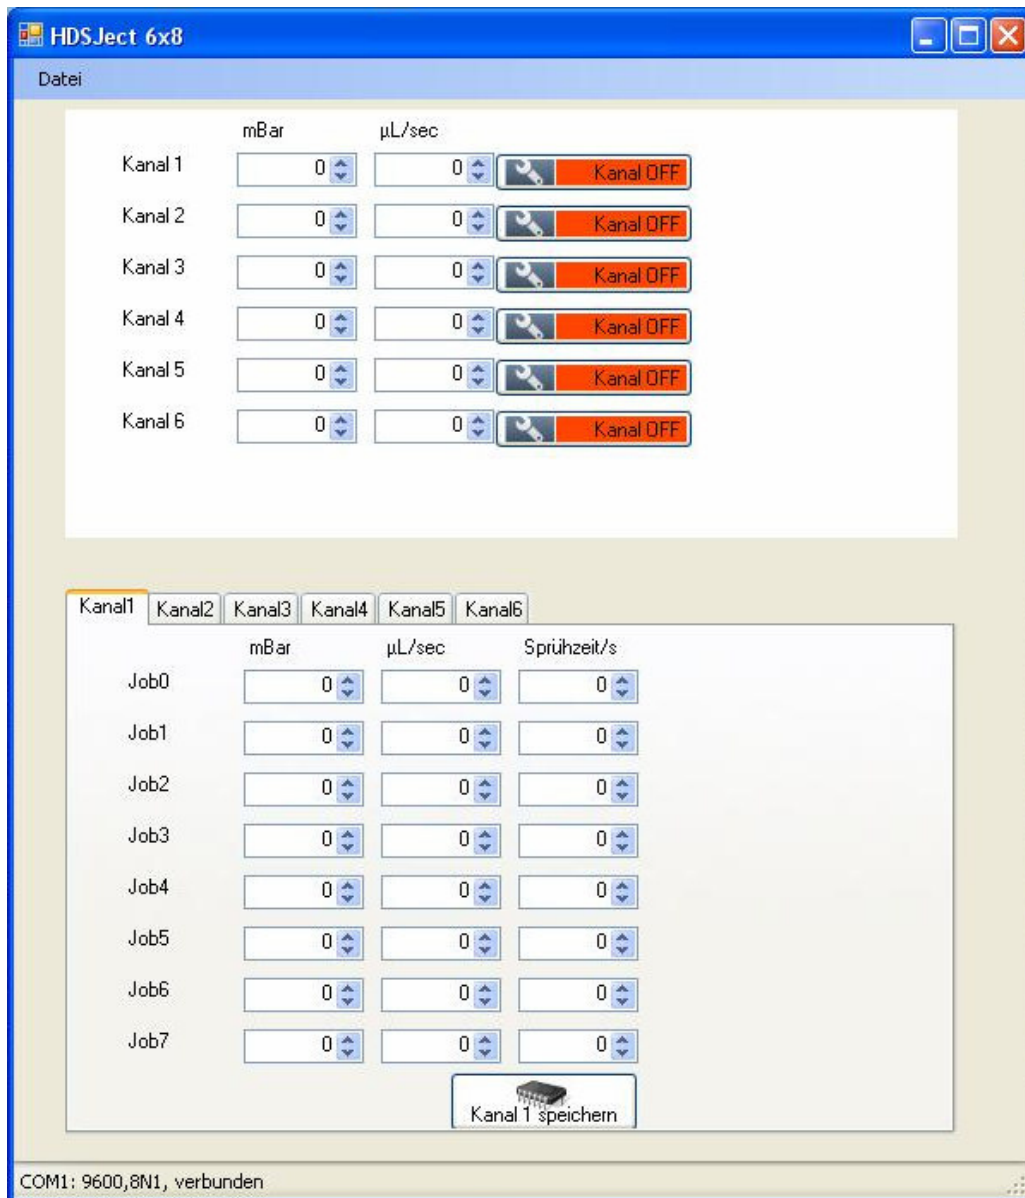 HDSJect 6x8
Datei
mBar µL/sec
Kanal 1 0 0 Kanal OFF
Kanal 2 0 0 Kanal OFF
Kanal 3 0 0 Kanal OFF
Kanal 4 0 0 Kanal OFF
Kanal 5 0 0 Kanal OFF
Kanal 6 0 0 Kanal OFF
Kanal1 Kanal2 Kanal3 Kanal4 Kanal5 Kanal6
mBar µL/sec Sprühzeit/s
Job0 0 0 0
Job1 0 0 0
Job2 0 0 0
Job3 0 0 0
Job4 0 0 0
Job5 0 0 0
Job6 0 0 0
Job7 0 0 0
Kanal 1 speichern
COM1: 9600,8N1, verbunden